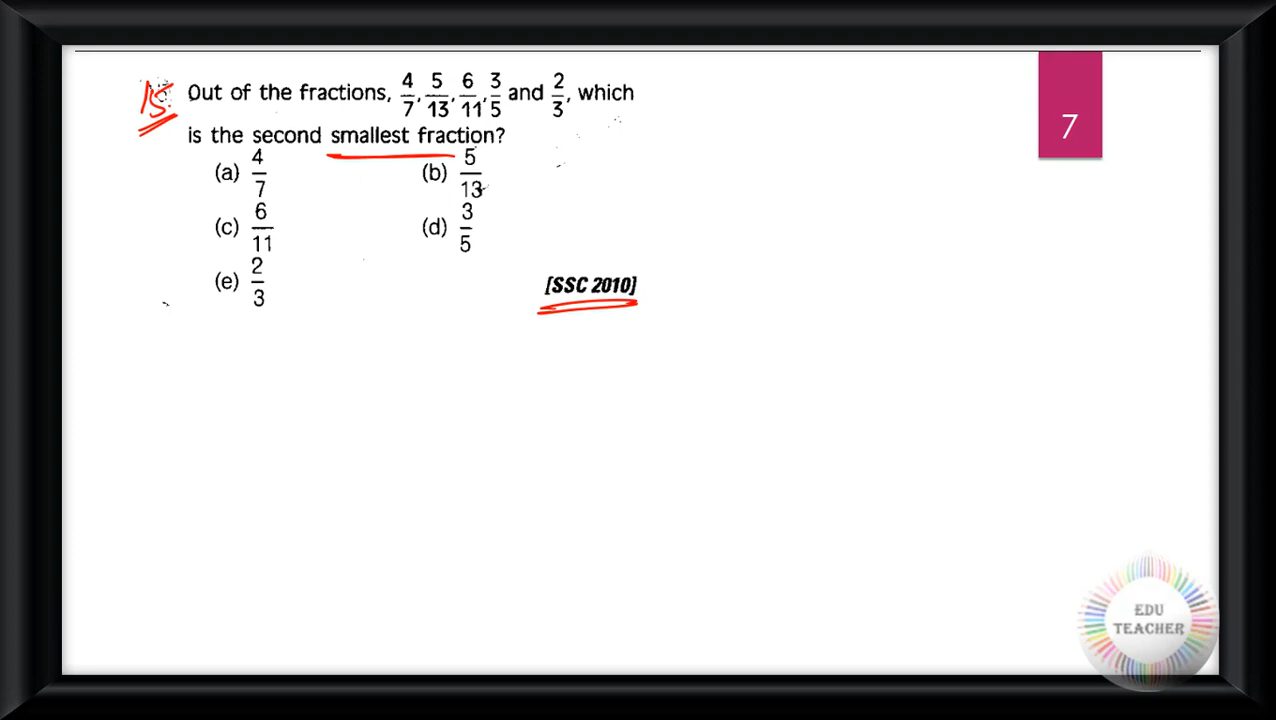 7
15. Out of the fractions, 4/7, 5/13, 6/11, 3/5 and 2/3, which
is the second smallest fraction?
(a) 4/7 (b) 5/13
(c) 6/11 (d) 3/5
(e) 2/3 [SSC 2010]
EDU
TEACHER